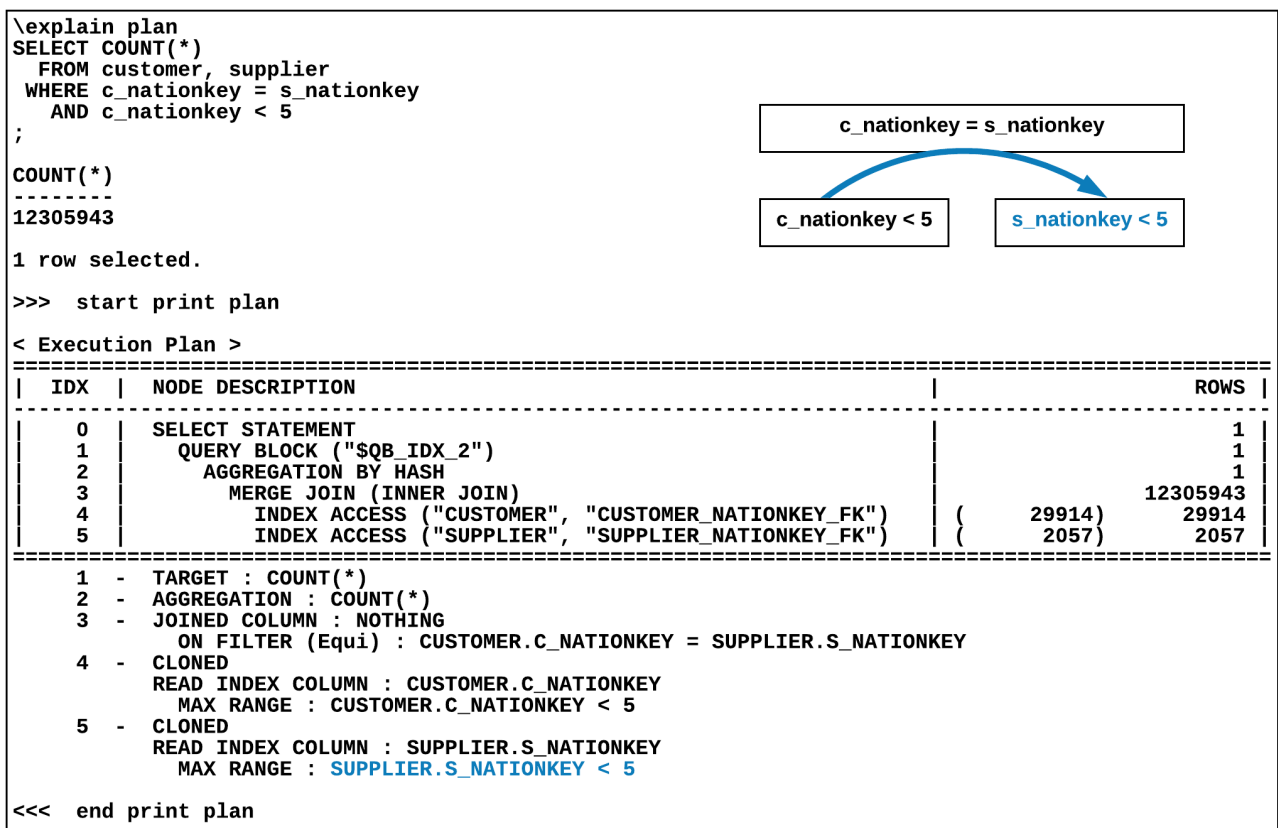 \explain plan
SELECT COUNT(*)
  FROM customer, supplier
 WHERE c_nationkey = s_nationkey
   AND c_nationkey < 5
;
c_nationkey = s_nationkey
c_nationkey < 5
s_nationkey < 5
COUNT(*)
--------
12305943
1 row selected.
>>>  start print plan
< Execution Plan >
===================================================================================================
|  IDX  |  NODE DESCRIPTION                                              |                    ROWS |
---------------------------------------------------------------------------------------------------
|    0  |  SELECT STATEMENT                                              |                       1 |
|    1  |    QUERY BLOCK ("$QB_IDX_2")                                   |                       1 |
|    2  |      AGGREGATION BY HASH                                       |                       1 |
|    3  |        MERGE JOIN (INNER JOIN)                                 |                12305943 |
|    4  |          INDEX ACCESS ("CUSTOMER", "CUSTOMER_NATIONKEY_FK")    | (     29914)      29914 |
|    5  |          INDEX ACCESS ("SUPPLIER", "SUPPLIER_NATIONKEY_FK")    | (      2057)       2057 |
===================================================================================================
     1  -  TARGET : COUNT(*)
     2  -  AGGREGATION : COUNT(*)
     3  -  JOINED COLUMN : NOTHING
             ON FILTER (Equi) : CUSTOMER.C_NATIONKEY = SUPPLIER.S_NATIONKEY
     4  -  CLONED
           READ INDEX COLUMN : CUSTOMER.C_NATIONKEY
             MAX RANGE : CUSTOMER.C_NATIONKEY < 5
     5  -  CLONED
           READ INDEX COLUMN : SUPPLIER.S_NATIONKEY
             MAX RANGE : SUPPLIER.S_NATIONKEY < 5
<<<  end print plan